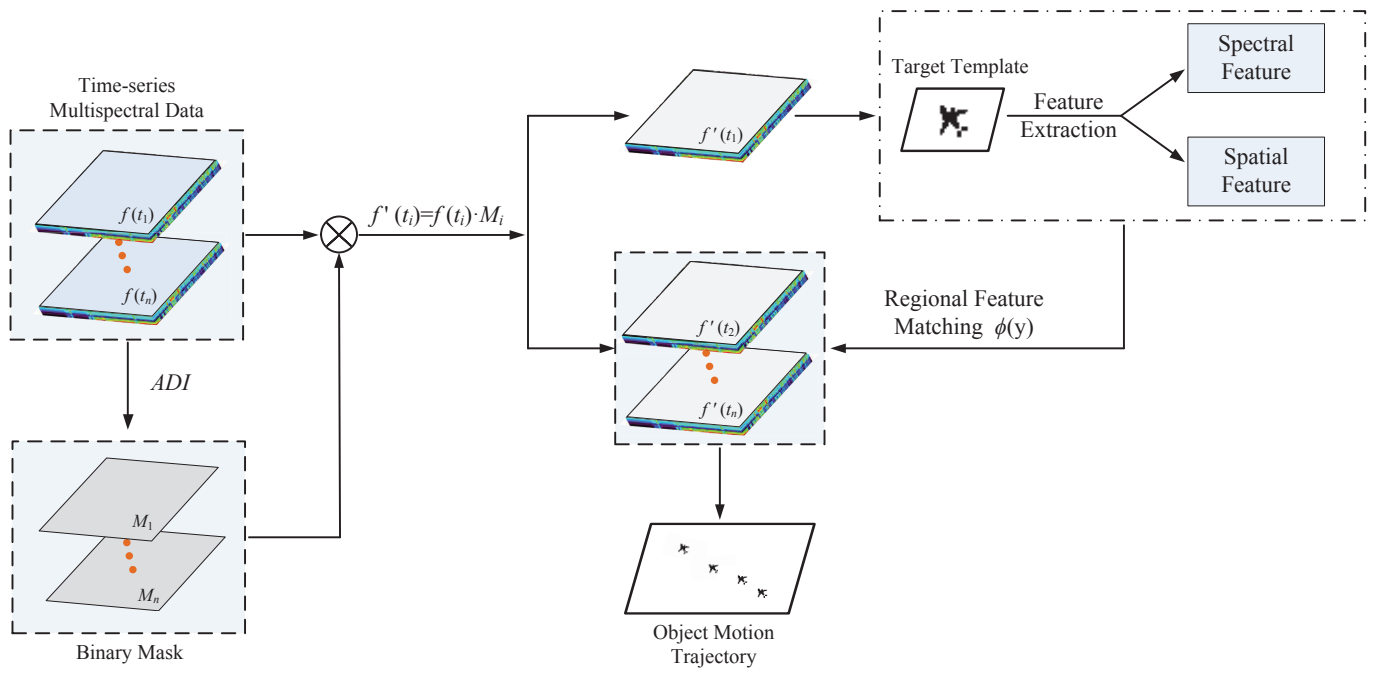 Time-series
Multispectral Data
f(t1)
f(tn)
ADI
M1
Mn
Binary Mask
f'(ti)=f(ti)·Mi
f'(t1)
Target Template
Feature
Extraction
Spectral
Feature
Spatial
Feature
f'(t2)
f'(tn)
Regional Feature
Matching ϕ(y)
Object Motion
Trajectory